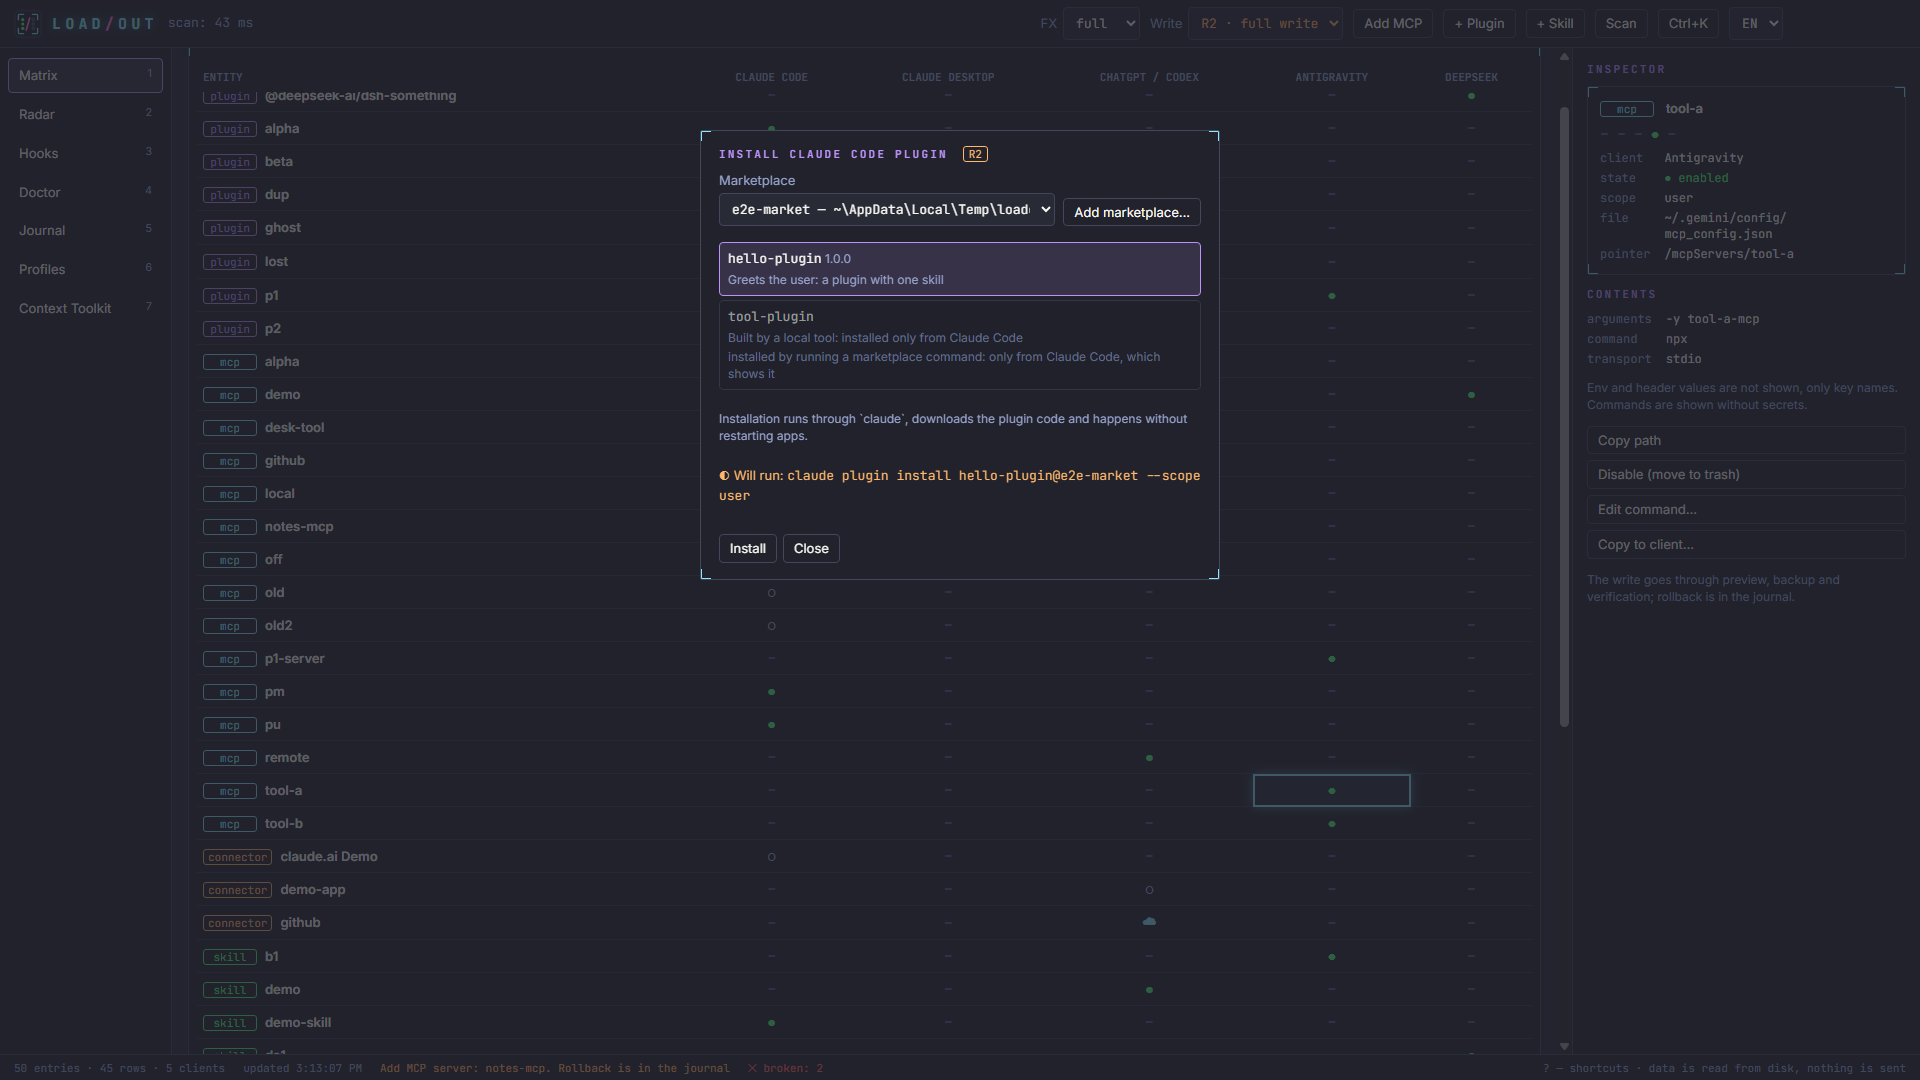 LOAD/OUT scan: 43 ms FX full Write R2 · full write Add MCP + Plugin + Skill Scan Ctrl+K EN
Matrix 1
Radar 2
Hooks 3
Doctor 4
Journal 5
Profiles 6
Context Toolkit 7
ENTITY CLAUDE CODE CLAUDE DESKTOP CHATGPT / CODEX ANTIGRAVITY DEEPSEEK
plugin @deepseek-ai/dsh-something
plugin alpha
plugin beta
plugin dup
plugin ghost
plugin lost
plugin p1
plugin p2
mcp alpha
mcp demo
mcp desk-tool
mcp github
mcp local
mcp notes-mcp
mcp off
mcp old
mcp old2
mcp p1-server
mcp pm
mcp pu
mcp remote
mcp tool-a
mcp tool-b
connector claude.ai Demo
connector demo-app
connector github
skill b1
skill demo
skill demo-skill
INSTALL CLAUDE CODE PLUGIN R2
Marketplace
e2e-market — ~\AppData\Local\Temp\load Add marketplace...
hello-plugin 1.0.0
Greets the user: a plugin with one skill
tool-plugin
Built by a local tool: installed only from Claude Code
installed by running a marketplace command: only from Claude Code, which
shows it
Installation runs through `claude`, downloads the plugin code and happens without
restarting apps.
Will run: claude plugin install hello-plugin@e2e-market --scope
user
Install Close
INSPECTOR
mcp tool-a
client Antigravity
state enabled
scope user
file ~/.gemini/config/
mcp_config.json
pointer /mcpServers/tool-a
CONTENTS
arguments -y tool-a-mcp
command npx
transport stdio
Env and header values are not shown, only key names.
Commands are shown without secrets.
Copy path
Disable (move to trash)
Edit command...
Copy to client...
The write goes through preview, backup and
verification; rollback is in the journal.
50 entries · 45 rows · 5 clients updated 3:13:07 PM Add MCP server: notes-mcp. Rollback is in the journal broken: 2 ? — shortcuts · data is read from disk, nothing is sent